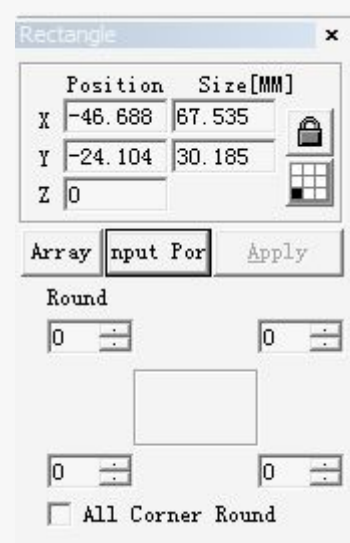 Rectangle
Position Size[MM]
X -46.688 67.535
Y -24.104 30.185
Z 0
Array nput Por Apply
Round
0 0
0 0
All Corner Round